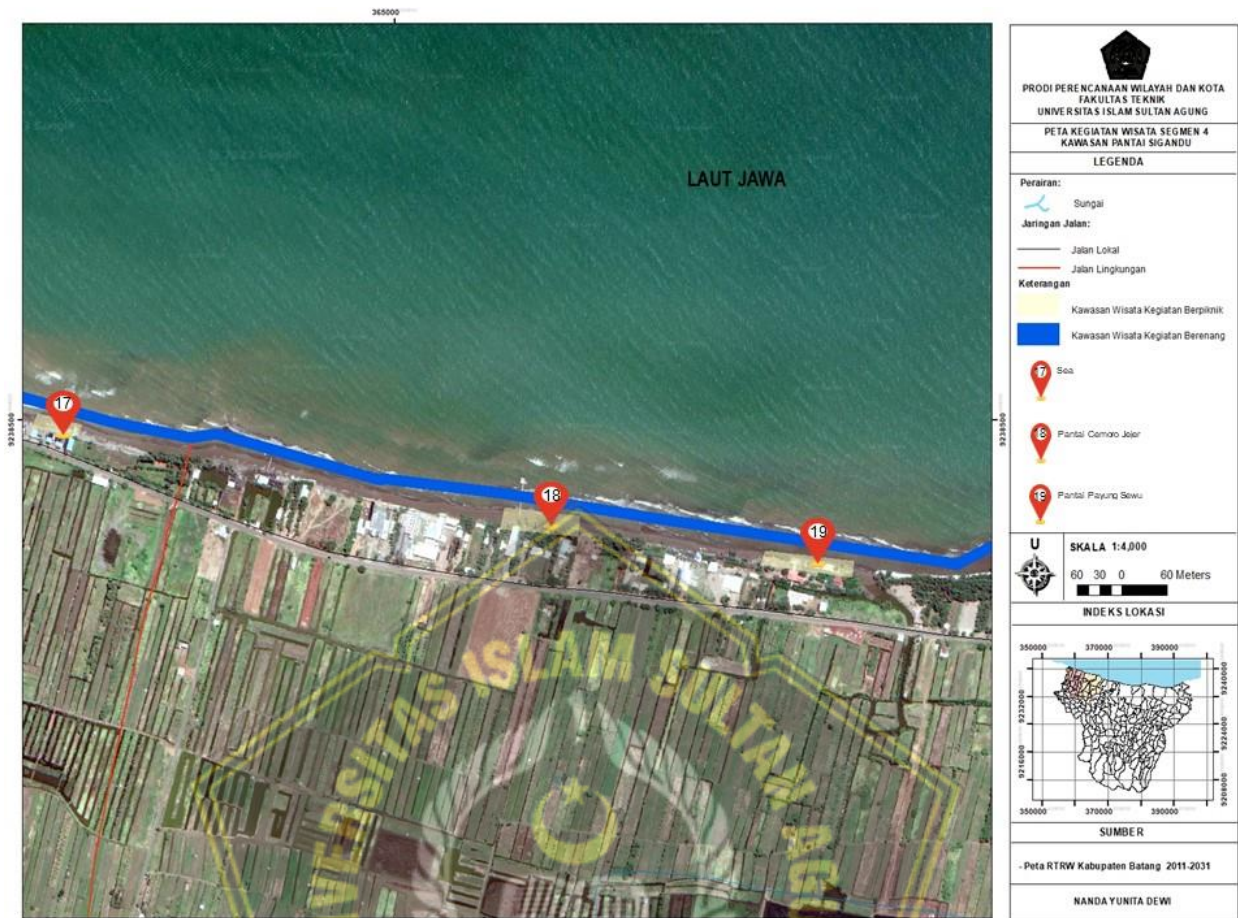 365000
LAUT JAWA
17
18
19
9238500
9238500
UNIVERSITAS ISLAM SULTAN AG
PRODI PERENCANAAN WILAYAH DAN KOTA
FAKULTAS TEKNIK
UNIVERSITAS ISLAM SULTAN AGUNG
PETA KEGIATAN WISATA SEGMEN 4
KAWASAN PANTAI SIGANDU
LEGENDA
Perairan:
Sungai
Jaringan Jalan:
Jalan Lokal
Jalan Lingkungan
Keterangan
Kawasan Wisata Kegiatan Berpiknik
Kawasan Wisata Kegiatan Berenang
17 Sea
18 Pantai Cemoro Jejer
19 Pantai Payung Sewu
U
SKALA 1:4,000
60 30 0 60 Meters
INDEKS LOKASI
350000 370000 390000
9232000 9216000
9240000 9224000 9208000
350000 370000 390000
SUMBER
- Peta RTRW Kabupaten Batang 2011-2031
NANDA YUNITA DEWI